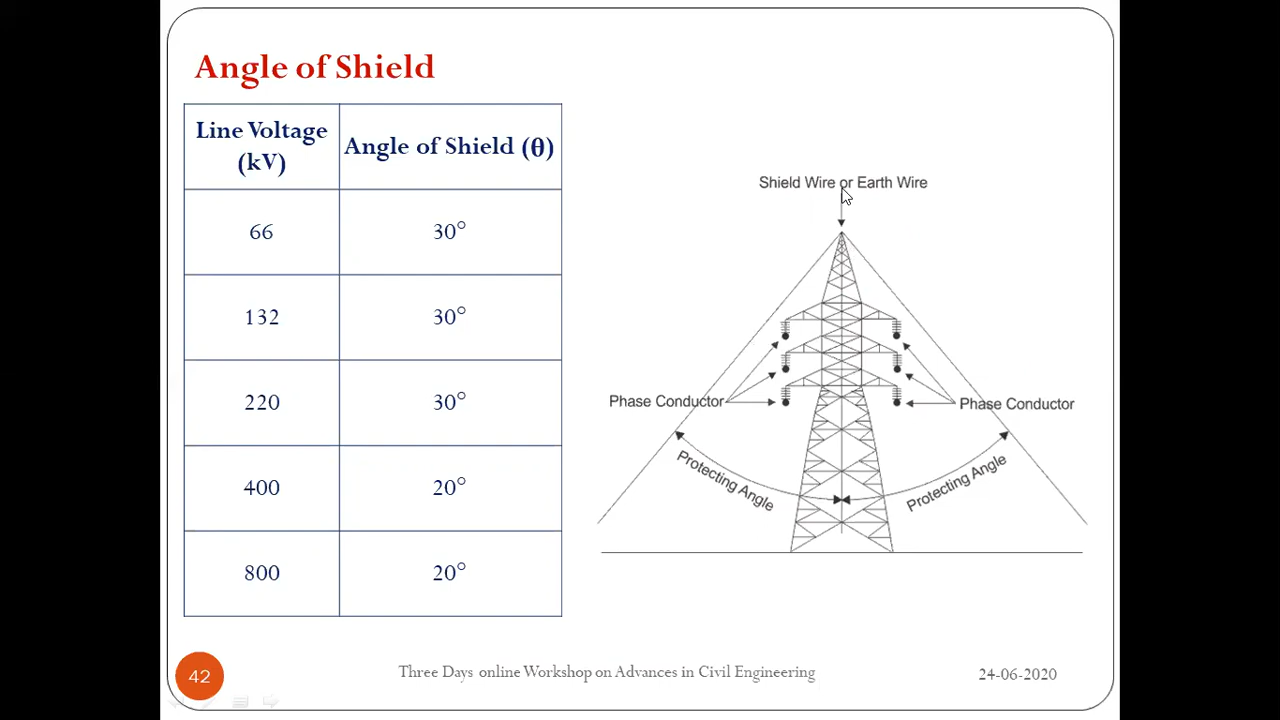 Angle of Shield
Line Voltage
(kV)
Angle of Shield (θ)
66
30°
132
30°
220
30°
400
20°
800
20°
Shield Wire or Earth Wire
Phase Conductor
Phase Conductor
Protecting Angle
Protecting Angle
42
Three Days online Workshop on Advances in Civil Engineering
24-06-2020